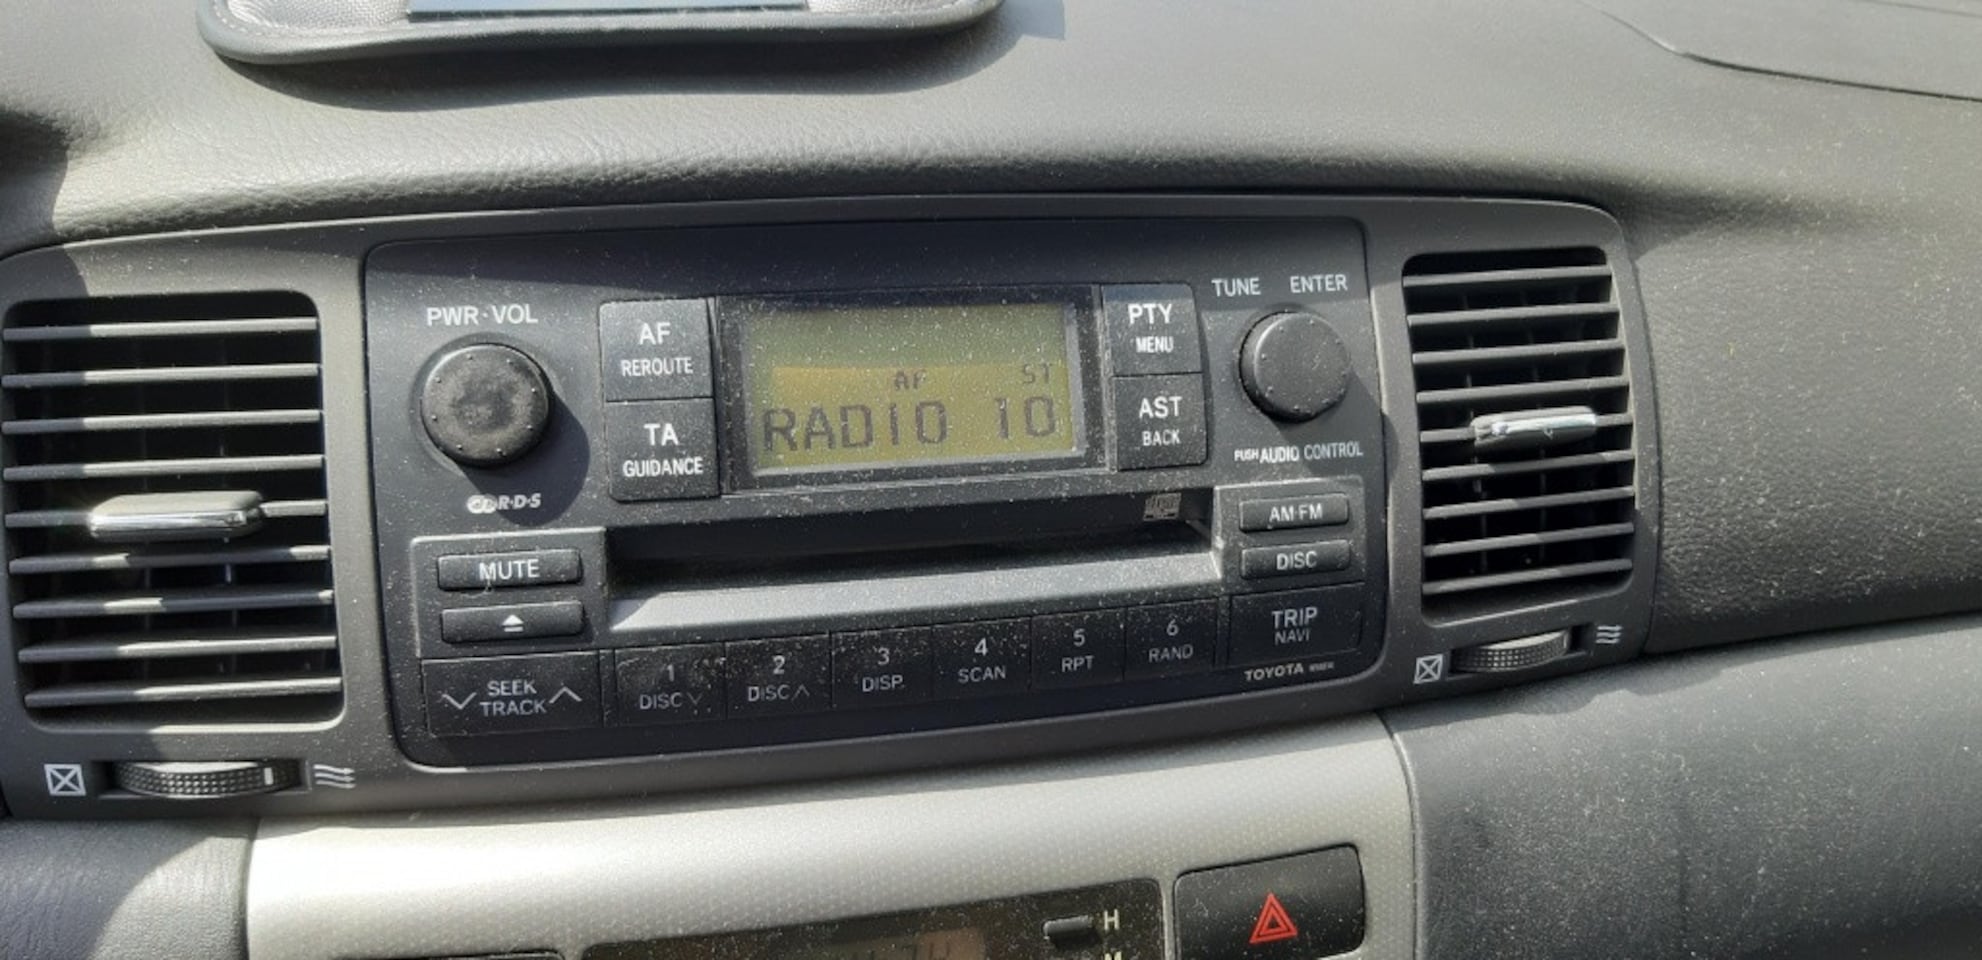 PWR·VOL
AF
REROUTE
TA
GUIDANCE
AF ST
RADIO 10
PTY
MENU
AST
BACK
TUNE ENTER
PUSH AUDIO CONTROL
R·D·S
MUTE
AM·FM
DISC
SEEK
TRACK
1
DISC
2
DISC
3
DISP
4
SCAN
5
RPT
6
RAND
TRIP
NAVI
TOYOTA
H